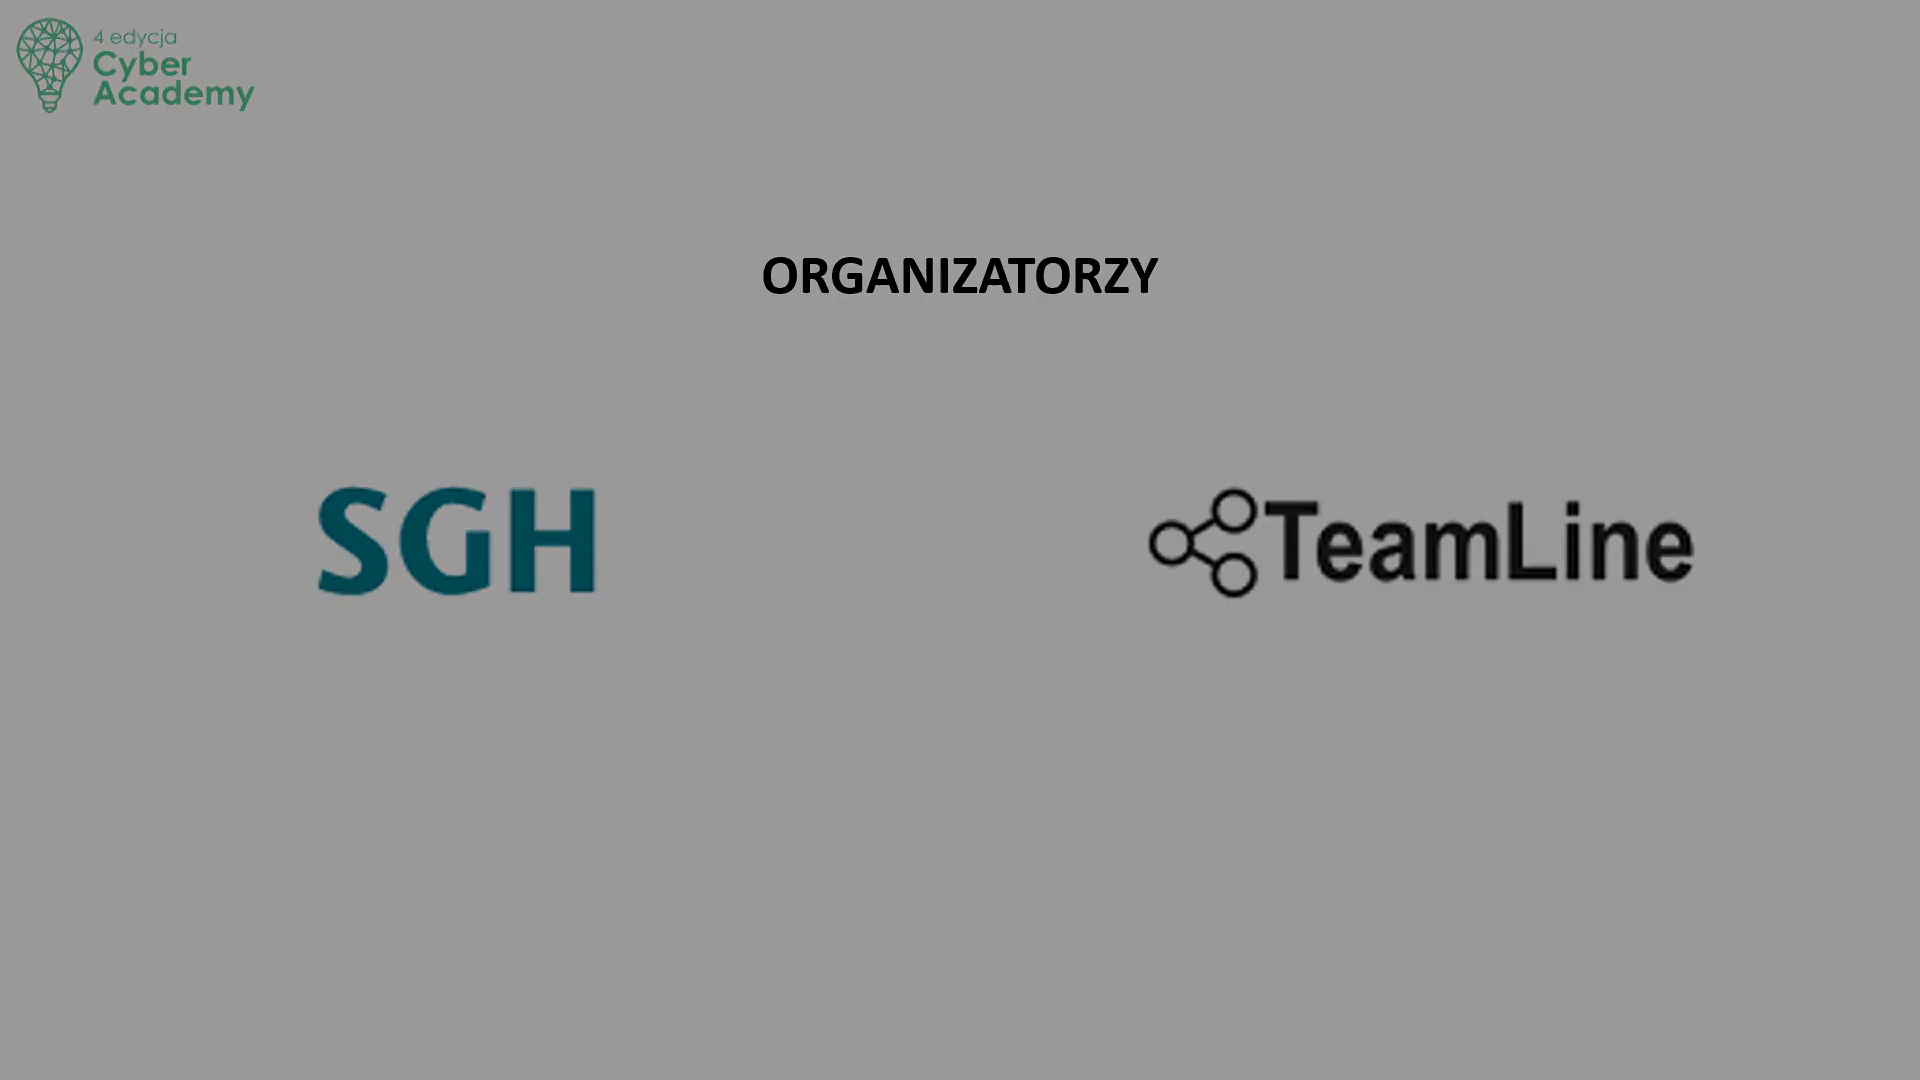 4 edycja
Cyber
Academy
ORGANIZATORZY
SGH
TeamLine